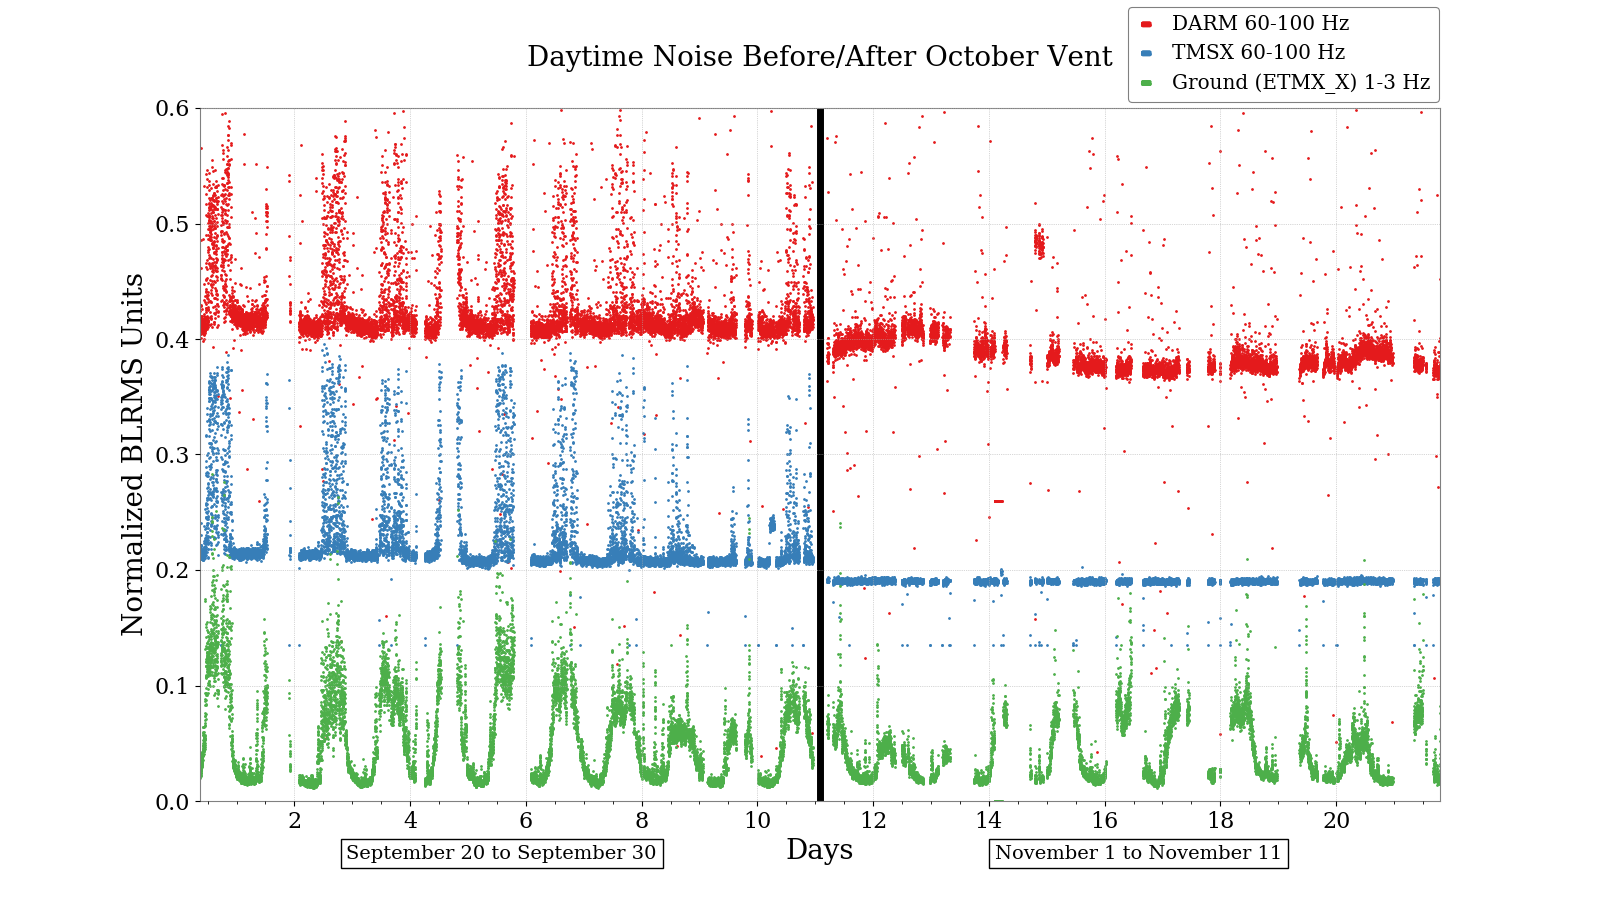 Daytime Noise Before/After October Vent
DARM 60-100 Hz
TMSX 60-100 Hz
Ground (ETMX_X) 1-3 Hz
Normalized BLRMS Units
0.6
0.5
0.4
0.3
0.2
0.1
0.0
2 4 6 8 10 12 14 16 18 20
Days
September 20 to September 30
November 1 to November 11